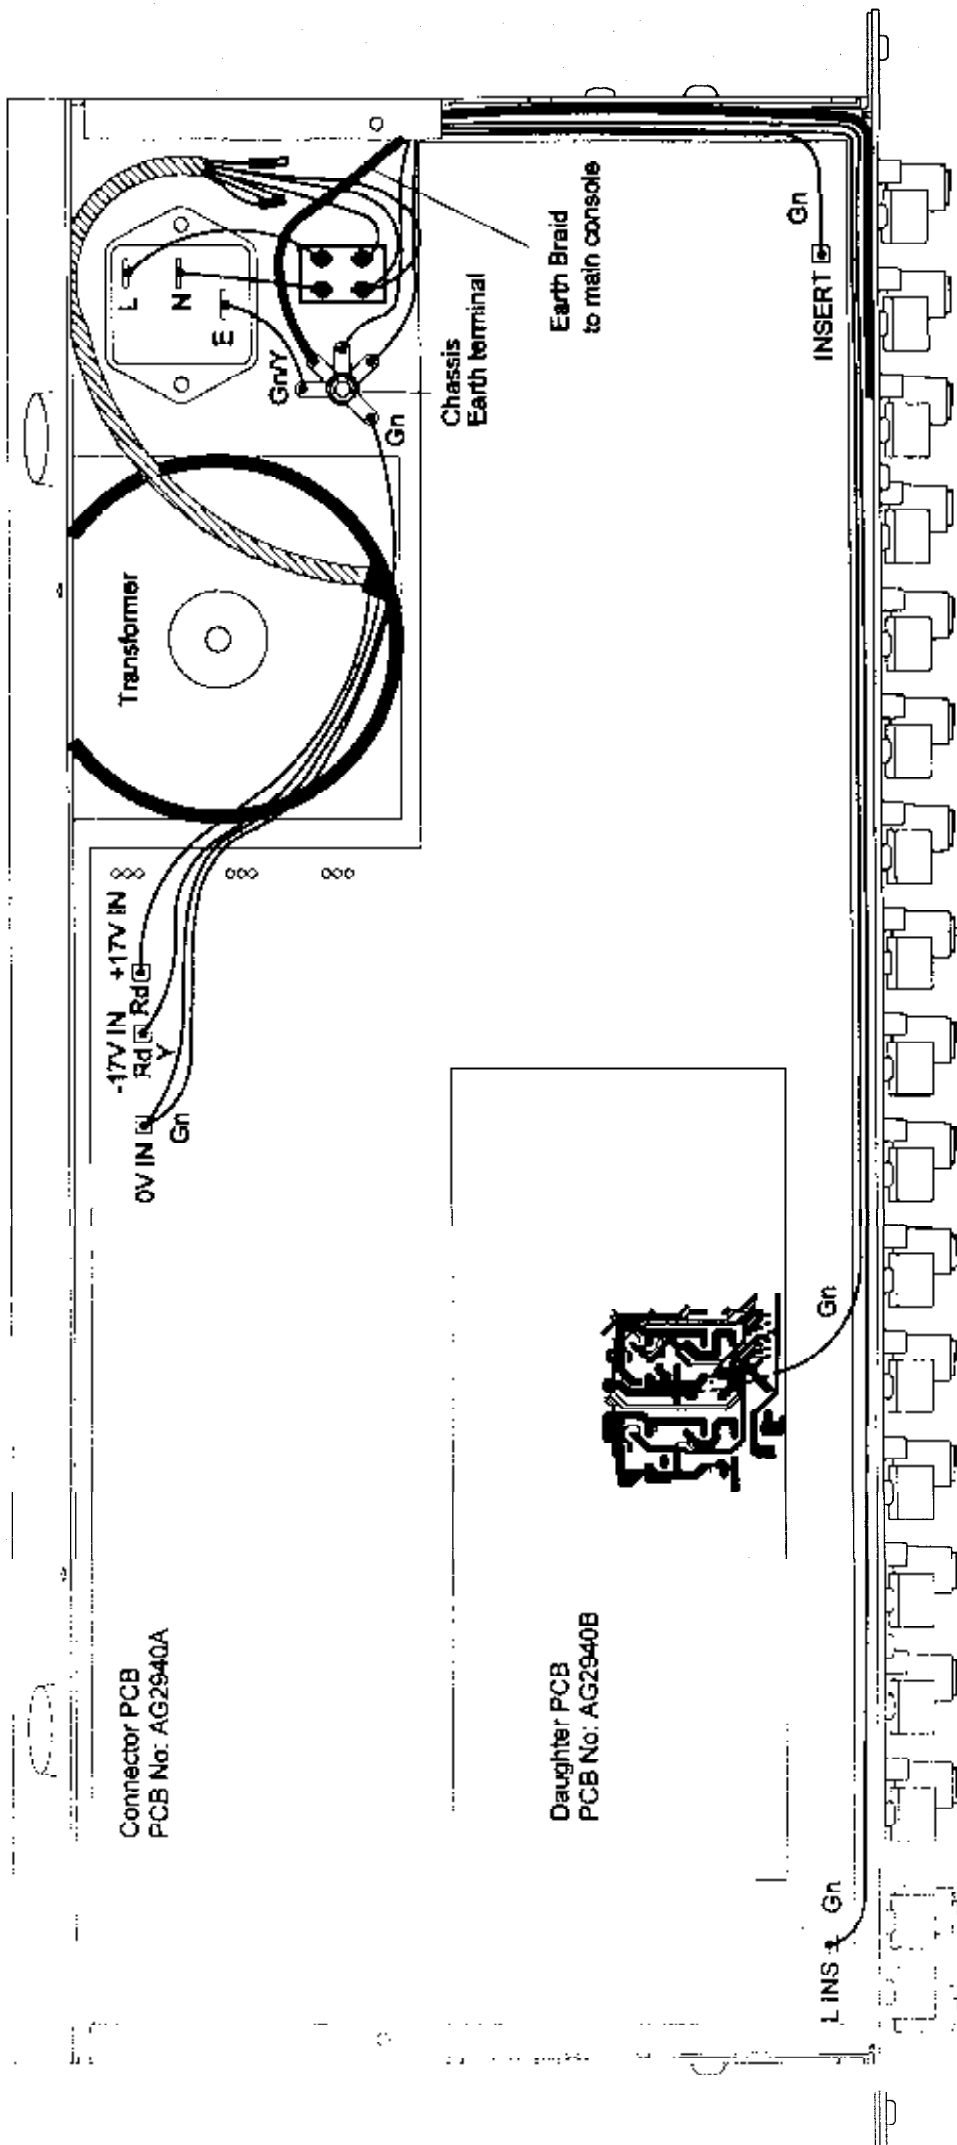 Connector PCB
PCB No: AG2940A
0V IN
-17V IN
+17V IN
Rd
Rd
Y
Gn
Transformer
L
N
E
Gn/Y
Gn
Chassis
Earth terminal
Earth Braid
to main console
Daughter PCB
PCB No: AG2940B
Gn
INSERT
Gn
L INS
Gn